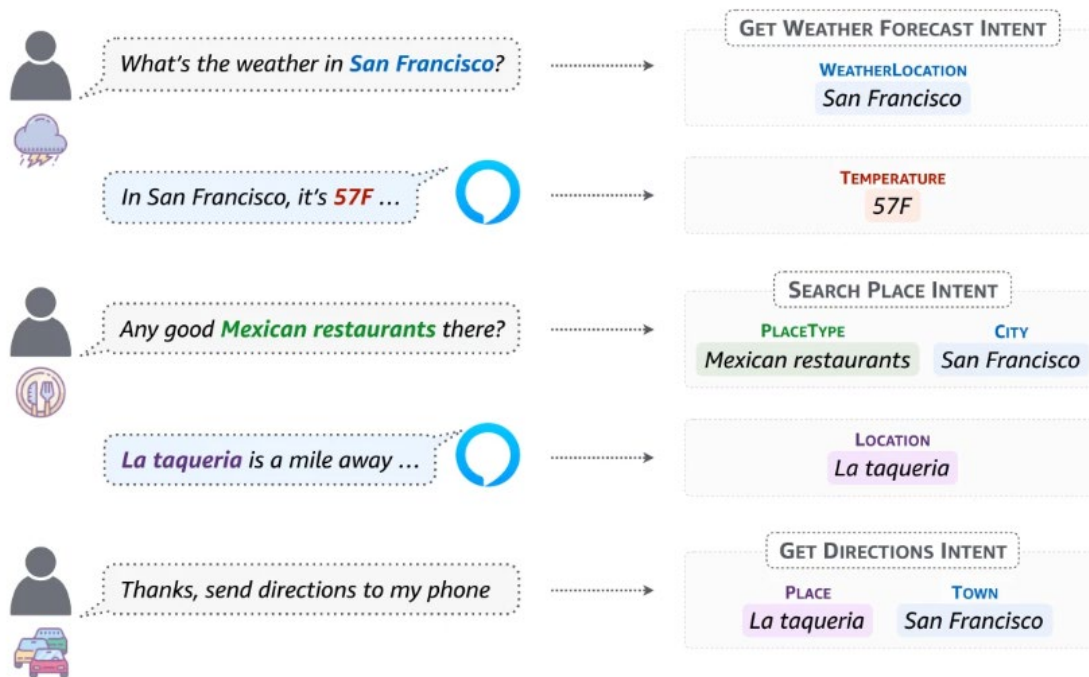 GET WEATHER FORECAST INTENT
What's the weather in San Francisco?
WEATHERLOCATION
San Francisco
In San Francisco, it's 57F ...
TEMPERATURE
57F
SEARCH PLACE INTENT
Any good Mexican restaurants there?
PLACETYPE CITY
Mexican restaurants San Francisco
La taqueria is a mile away ...
LOCATION
La taqueria
GET DIRECTIONS INTENT
Thanks, send directions to my phone
PLACE TOWN
La taqueria San Francisco